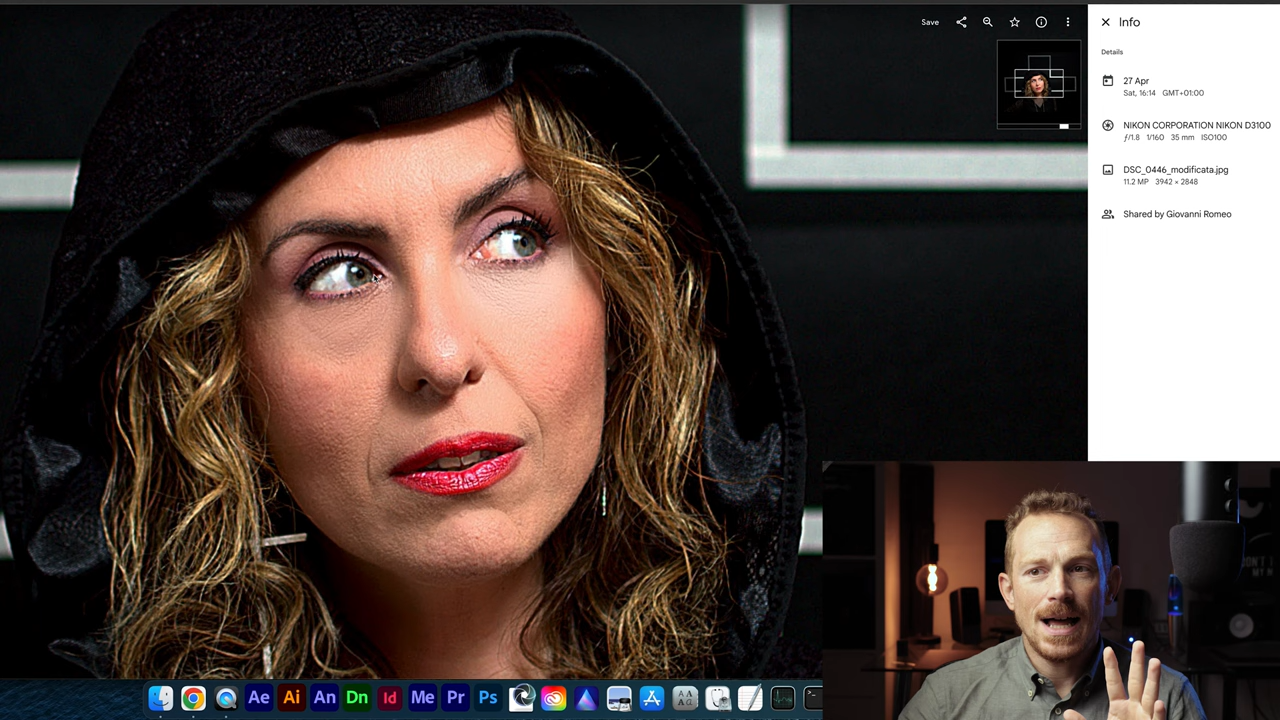 Save
Info
Details
27 Apr
Sat, 16:14 GMT+01:00
NIKON CORPORATION NIKON D3100
ƒ/1.8 1/160 35 mm ISO100
DSC_0446_modificata.jpg
11.2 MP 3942 × 2848
Shared by Giovanni Romeo
Ae Ai An Dn Id Me Pr Ps